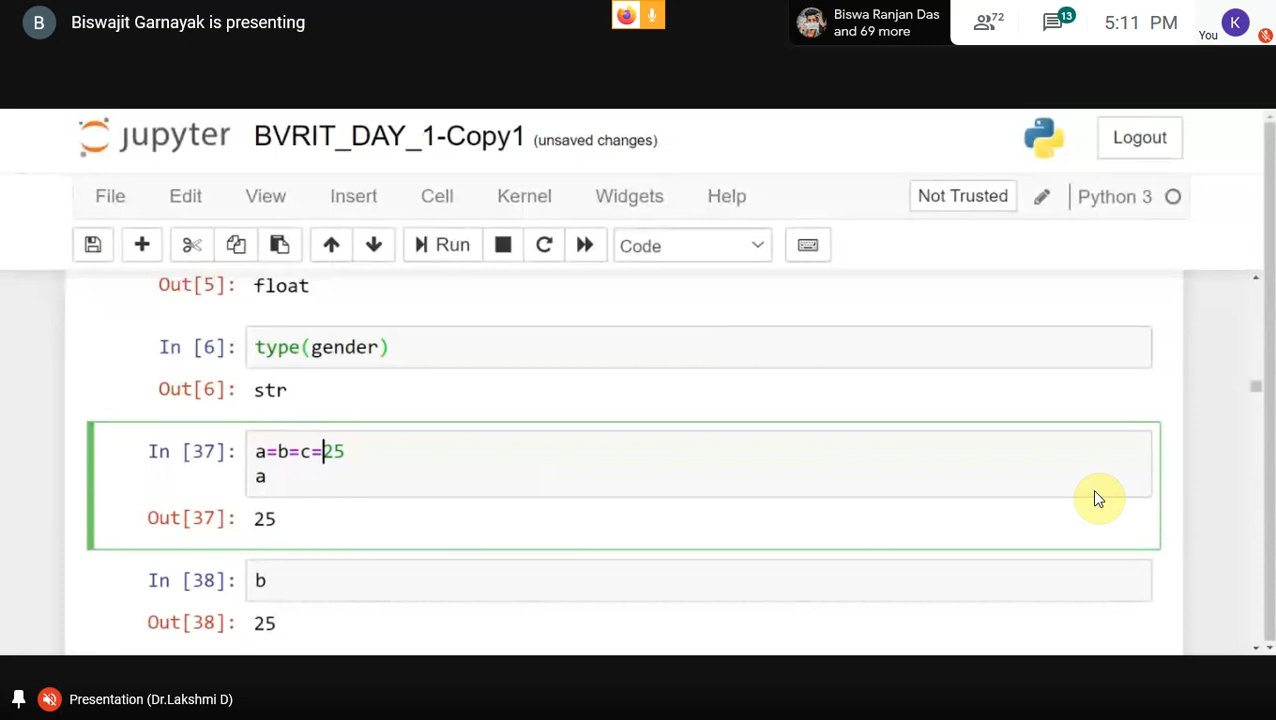 B Biswajit Garnayak is presenting
Biswa Ranjan Das
and 69 more
72
13
5:11 PM
You
K
jupyter BVRIT_DAY_1-Copy1 (unsaved changes)
Logout
File Edit View Insert Cell Kernel Widgets Help
Not Trusted
Python 3
Run
Code
Out[5]: float
In [6]: type(gender)
Out[6]: str
In [37]: a=b=c=25
a
Out[37]: 25
In [38]: b
Out[38]: 25
Presentation (Dr.Lakshmi D)